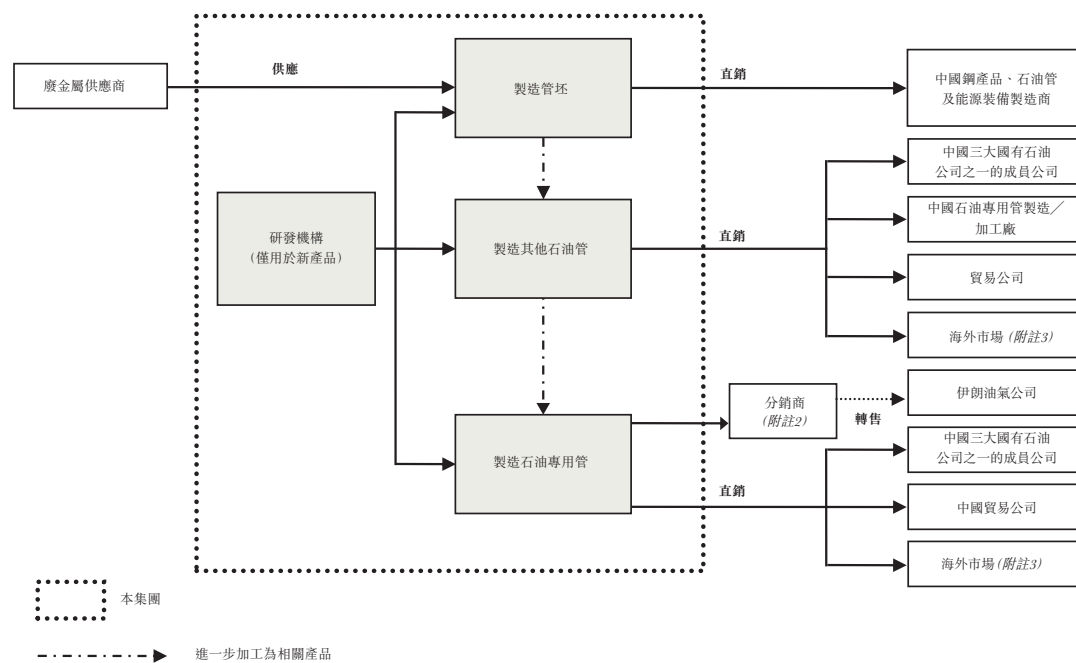 廢金屬供應商
供應
製造管坯
直銷
中國鋼產品、石油管
及能源裝備製造商
研發機構
（僅用於新產品）
製造其他石油管
直銷
中國三大國有石油
公司之一的成員公司
中國石油專用管製造／
加工廠
貿易公司
海外市場 (附註3)
製造石油專用管
分銷商
(附註2)
轉售
伊朗油氣公司
直銷
中國三大國有石油
公司之一的成員公司
中國貿易公司
海外市場(附註3)
本集團
進一步加工為相關產品